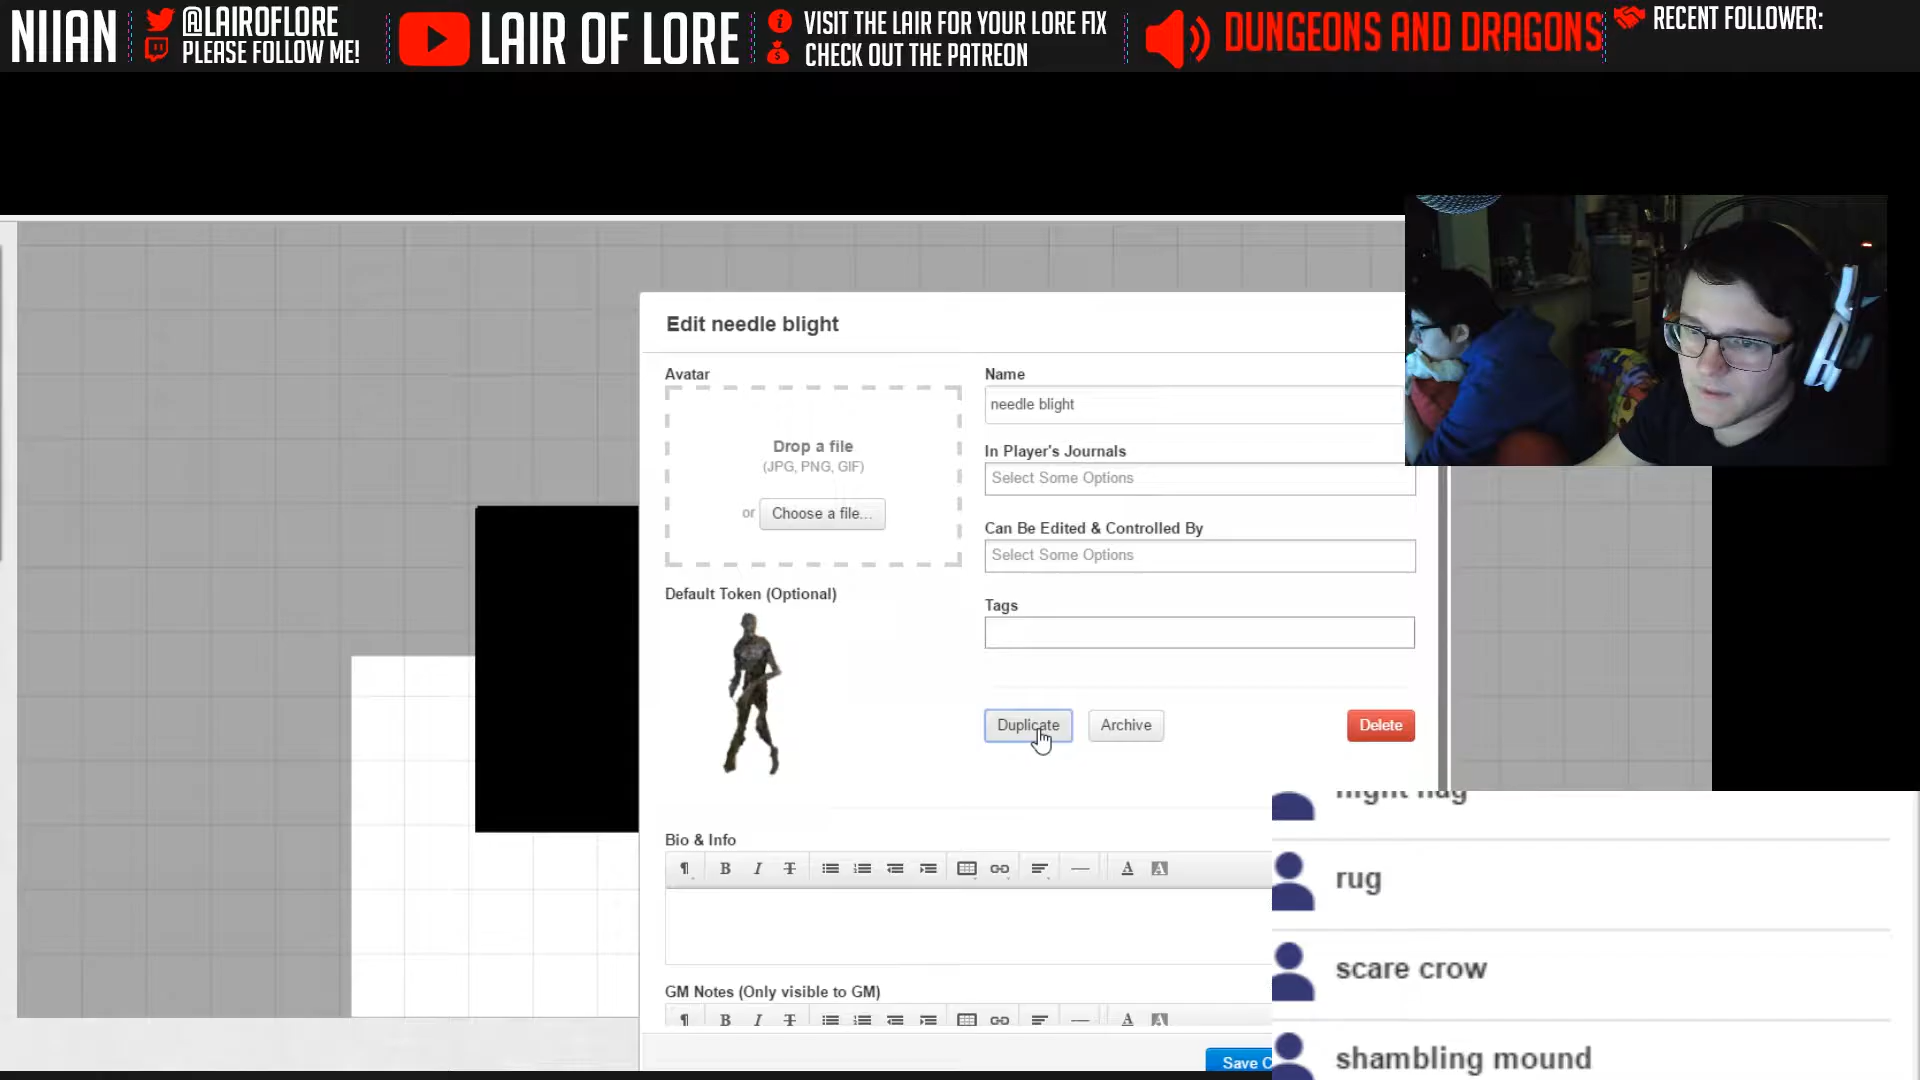 NIIAN
@LAIROFLORE
PLEASE FOLLOW ME!
LAIR OF LORE
VISIT THE LAIR FOR YOUR LORE FIX
CHECK OUT THE PATREON
DUNGEONS AND DRAGONS
RECENT FOLLOWER:
Edit needle blight
Avatar
Drop a file
(JPG, PNG, GIF)
or Choose a file...
Default Token (Optional)
Name
needle blight
In Player's Journals
Select Some Options
Can Be Edited & Controlled By
Select Some Options
Tags
Duplicate
Archive
Delete
Bio & Info
GM Notes (Only visible to GM)
Save C
night hag
rug
scare crow
shambling mound